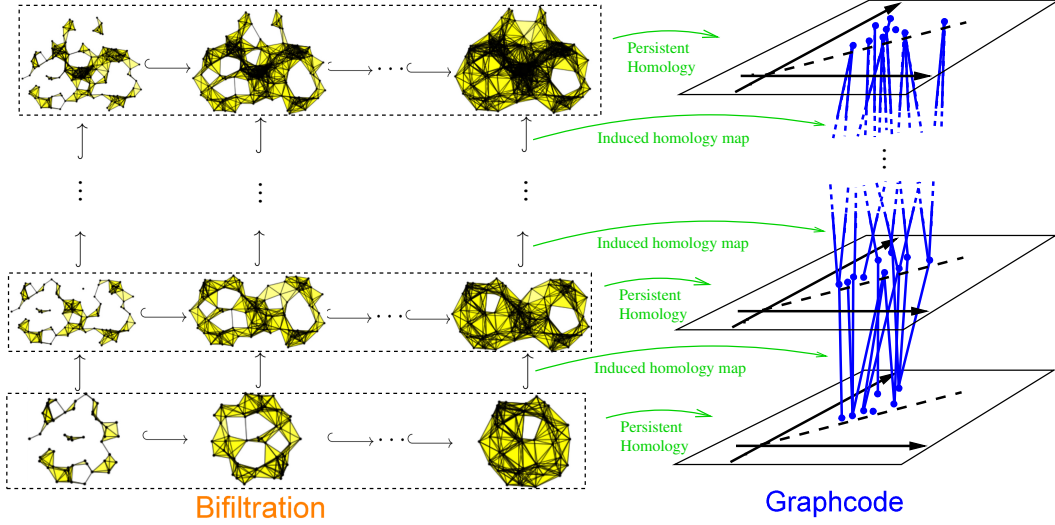 Persistent
Homology
Induced homology map
Induced homology map
Persistent
Homology
Induced homology map
Persistent
Homology
Bifiltration
Graphcode